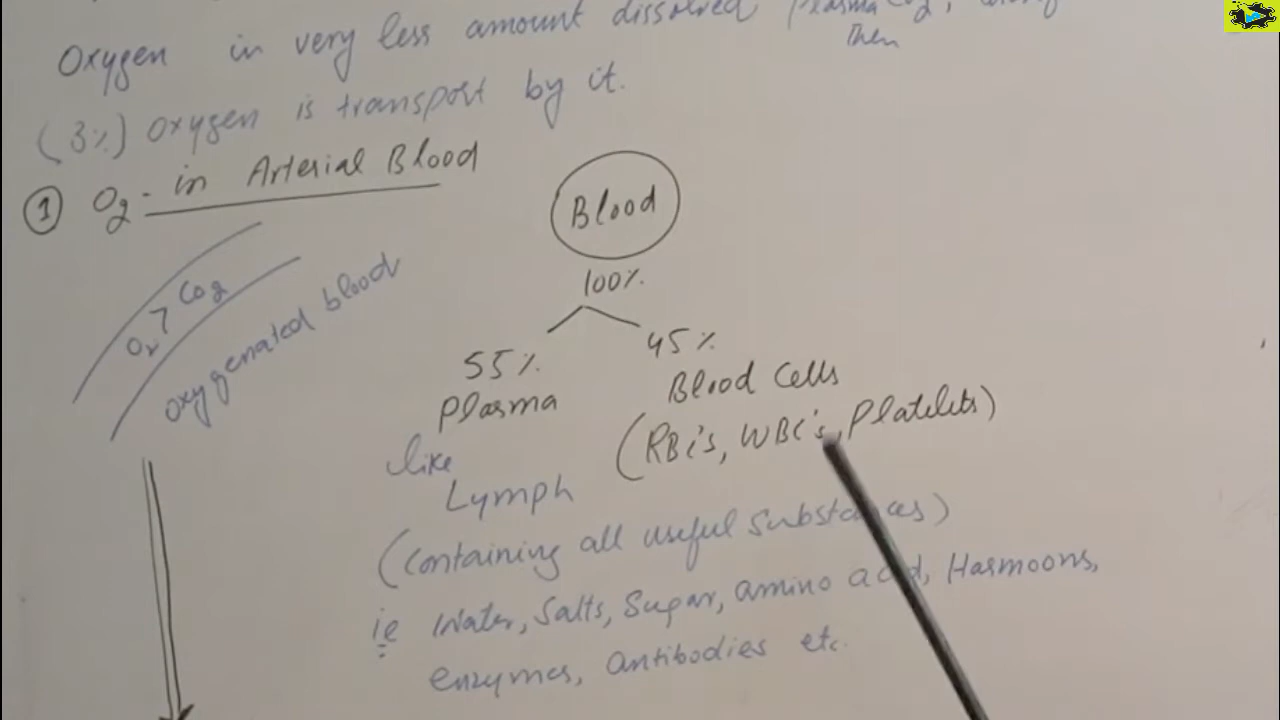 Oxygen in very less amount dissolved Plasma CO2,
Then
(3%) Oxygen is transport by it.
① O2 - in Arterial Blood
Blood
100%
O2 > CO2
oxygenated blood
55% 45%
Plasma Blood Cells
(RBC's, WBC's, Platelets)
like
Lymph
(Containing all useful substances)
ie Water, Salts, Sugar, amino acid, Harmoons,
enzymes, antibodies etc.